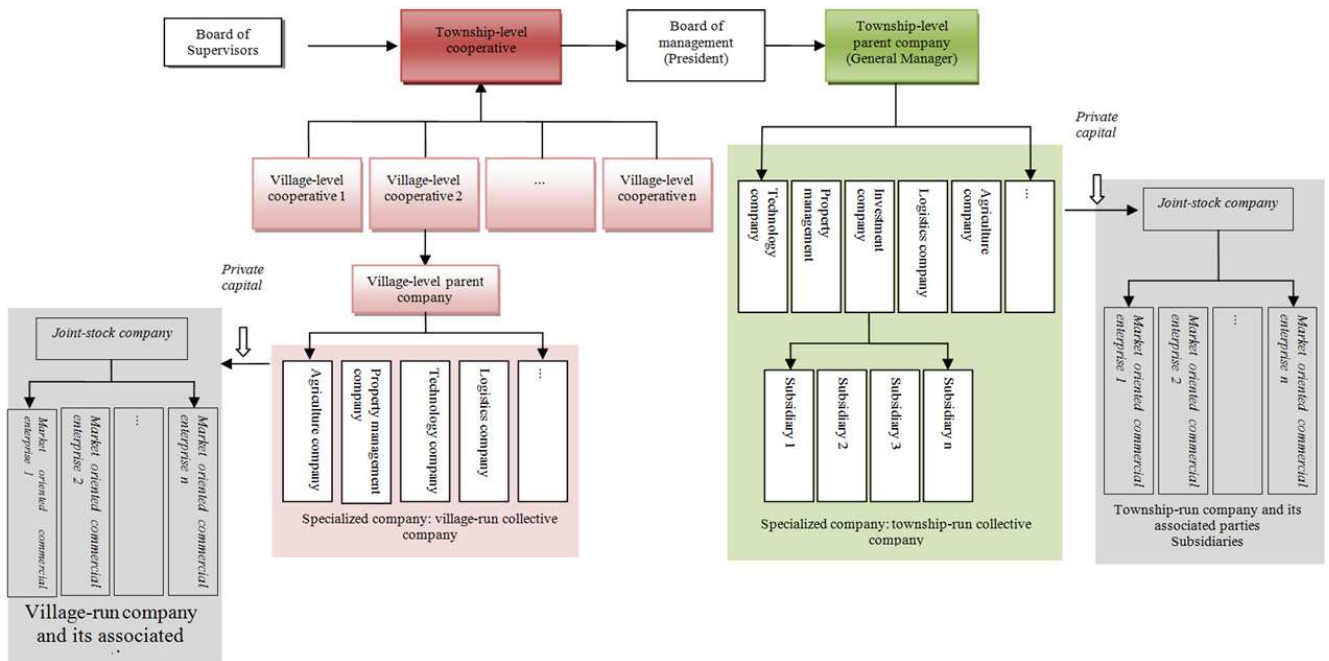 Board of
Supervisors
Township-level
cooperative
Board of
management
(President)
Township-level
parent company
(General Manager)
Private
capital
Village-level
cooperative 1
Village-level
cooperative 2
...
Village-level
cooperative n
Technology
company
Property
management
Investment
company
Logistics company
Agriculture
company
...
Joint-stock company
Village-level parent
company
Private
capital
Joint-stock company
Market oriented commercial
enterprise 1
Market oriented commercial
enterprise 2
...
Market oriented commercial
enterprise n
Agriculture company
Property management
company
Technology company
Logistics company
...
Subsidiary 1
Subsidiary 2
Subsidiary 3
Subsidiary n
Market oriented commercial
enterprise 1
Market oriented commercial
enterprise 2
...
Market oriented commercial
enterprise n
Specialized company: village-run collective
company
Specialized company: township-run collective
company
Township-run company and its
associated parties
Subsidiaries
Village-run company
and its associated